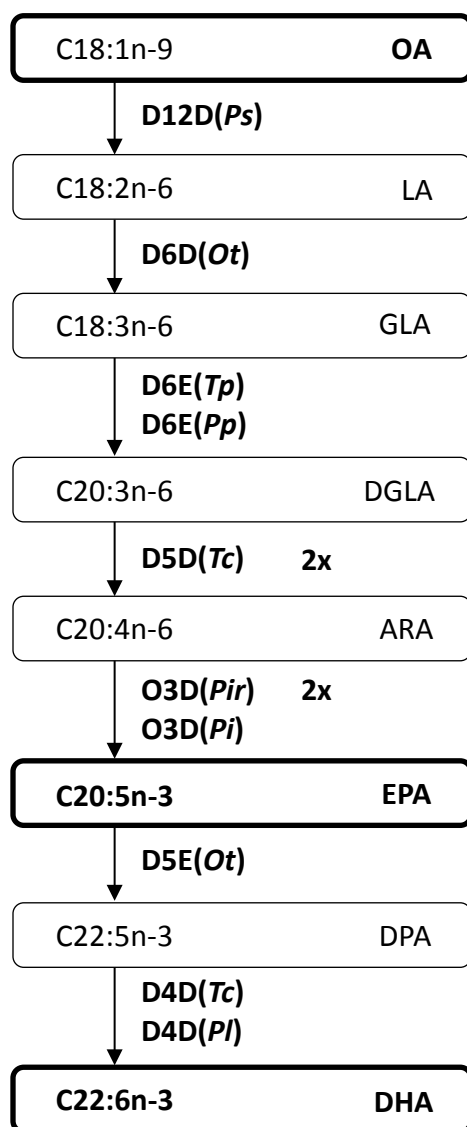 C18:1n-9 OA
D12D(Ps)
C18:2n-6 LA
D6D(Ot)
C18:3n-6 GLA
D6E(Tp)
D6E(Pp)
C20:3n-6 DGLA
D5D(Tc) 2x
C20:4n-6 ARA
O3D(Pir) 2x
O3D(Pi)
C20:5n-3 EPA
D5E(Ot)
C22:5n-3 DPA
D4D(Tc)
D4D(Pl)
C22:6n-3 DHA